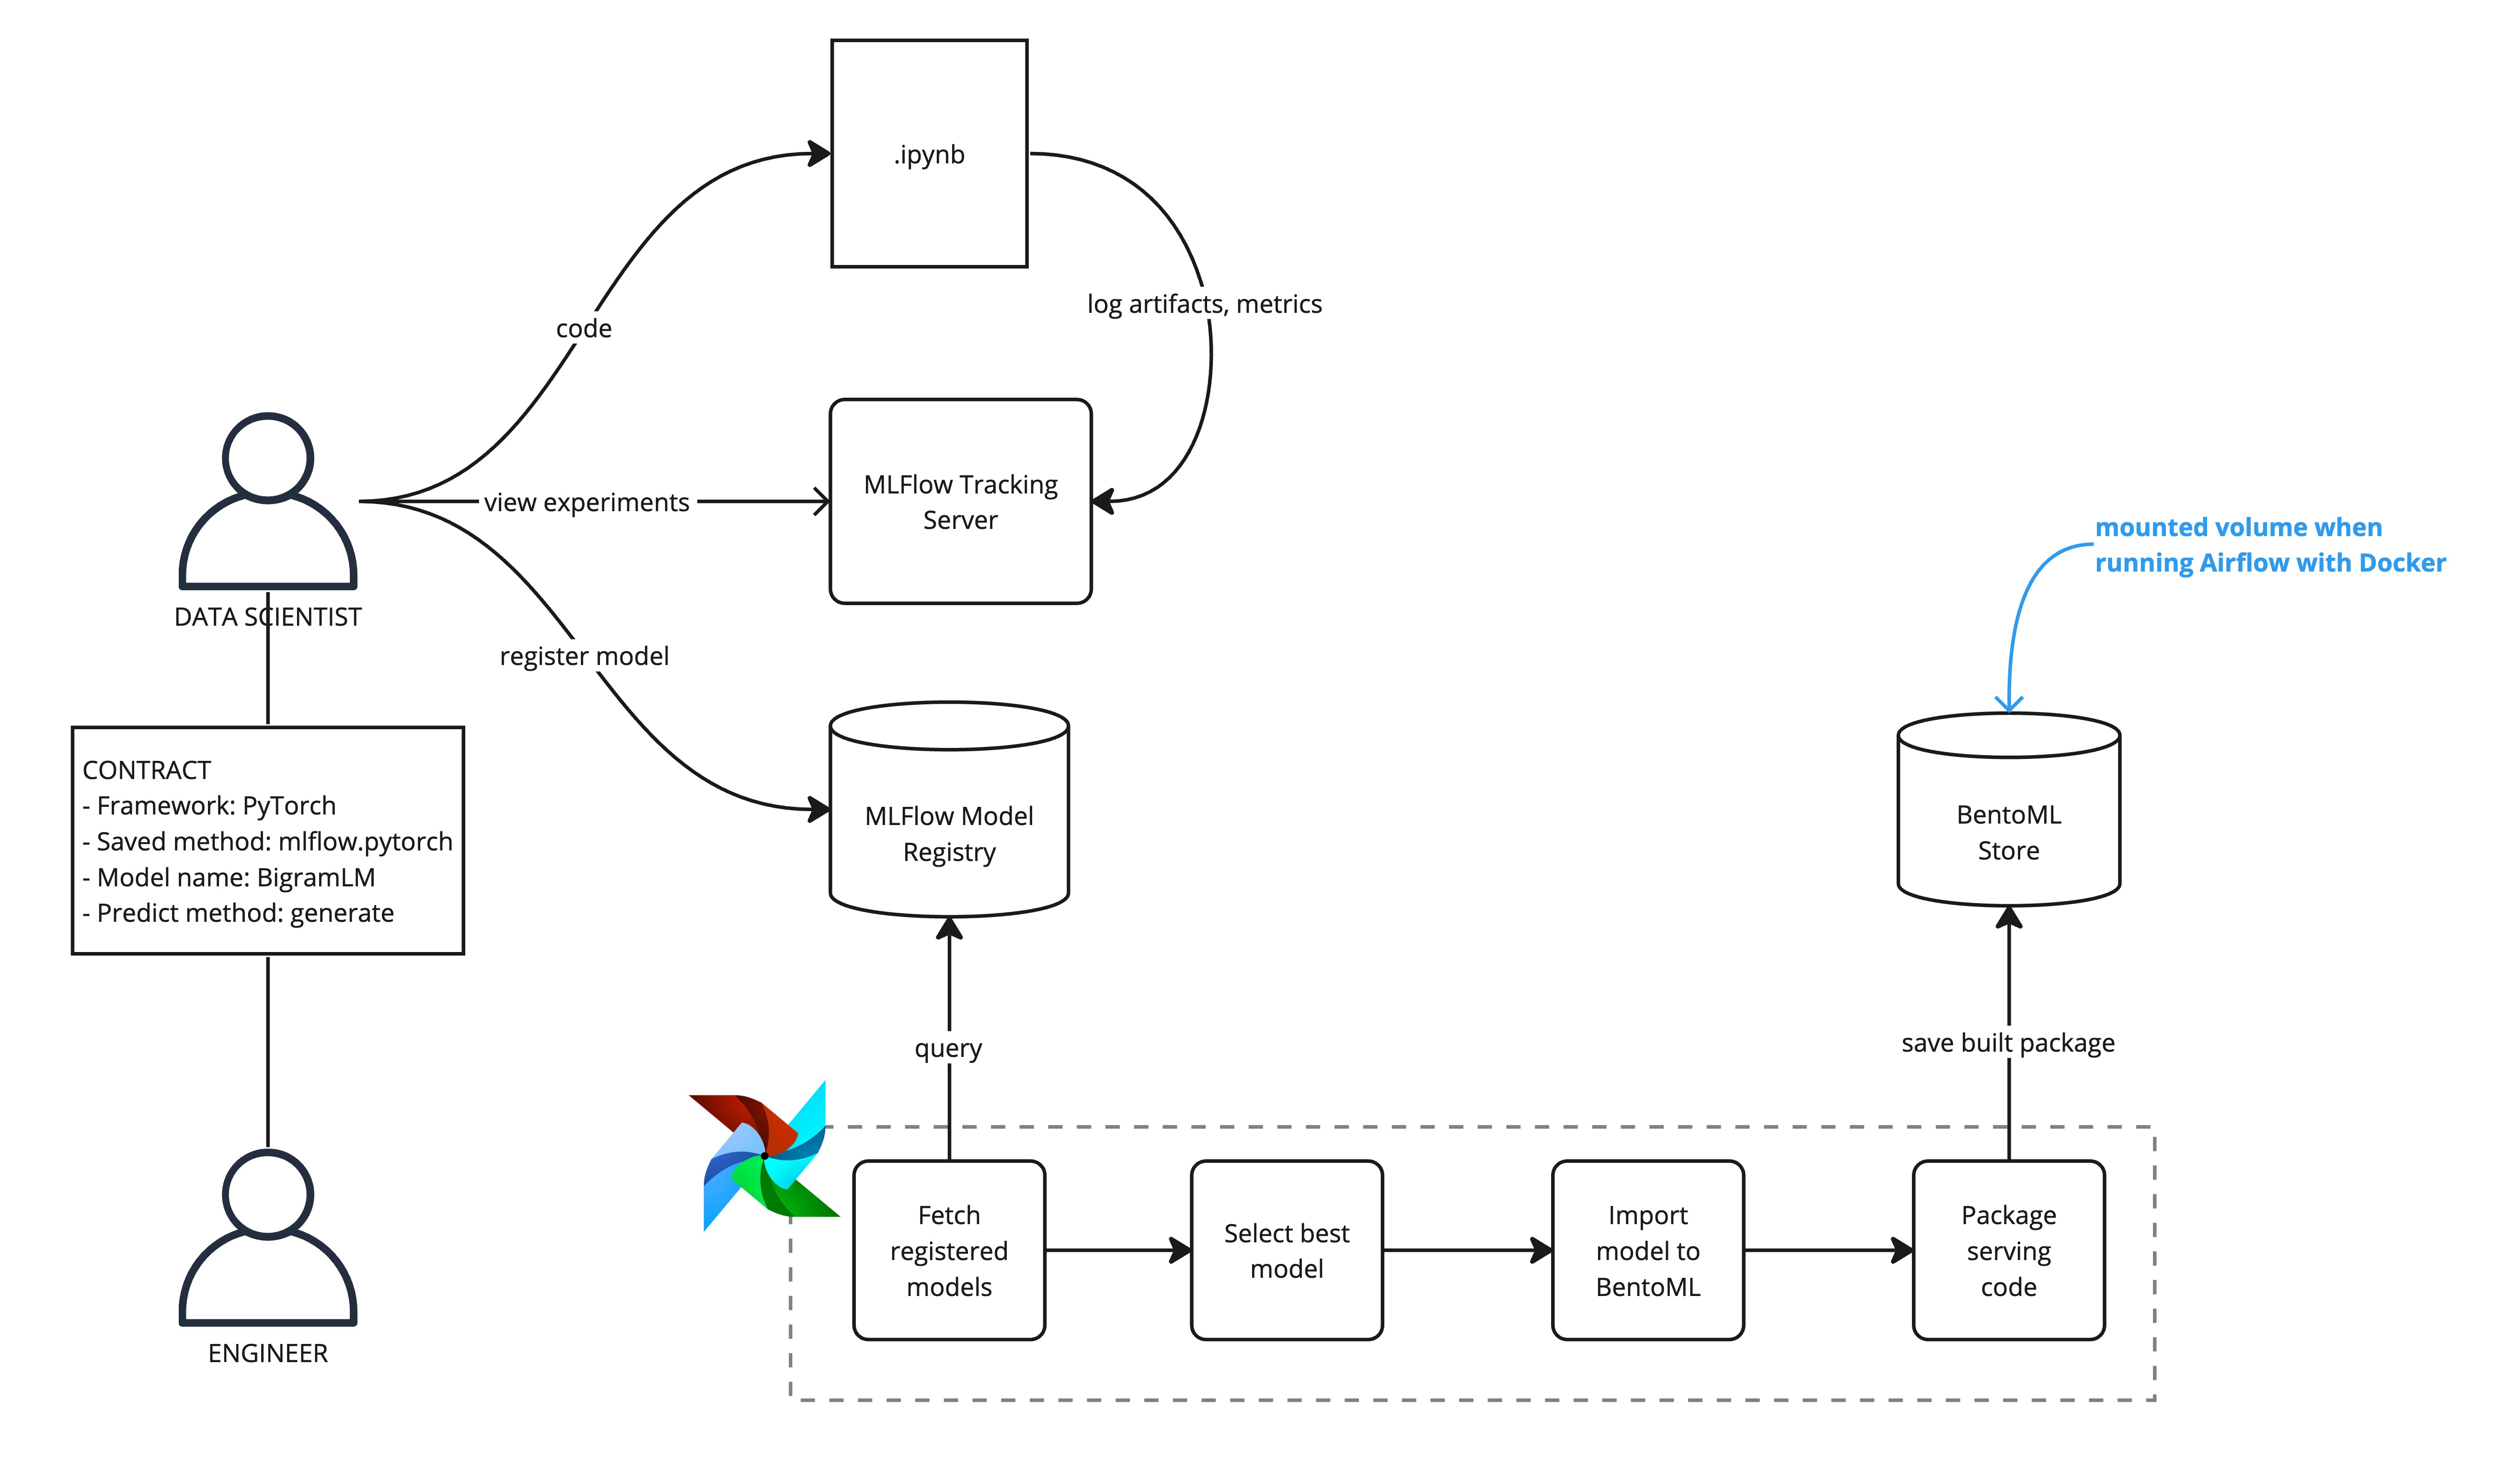 .ipynb
log artifacts, metrics
code
MLFlow Tracking
Server
view experiments
mounted volume when
running Airflow with Docker
DATA SCIENTIST
register model
CONTRACT
- Framework: PyTorch
- Saved method: mlflow.pytorch
- Model name: BigramLM
- Predict method: generate
MLFlow Model
Registry
BentoML
Store
query
save built package
Fetch
registered
models
Select best
model
Import
model to
BentoML
Package
serving
code
ENGINEER